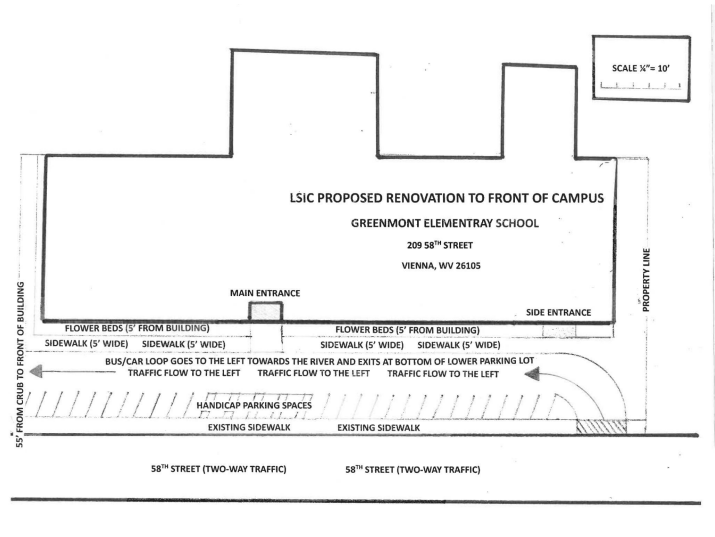 SCALE ¼"= 10'
LSIC PROPOSED RENOVATION TO FRONT OF CAMPUS
GREENMONT ELEMENTRAY SCHOOL
209 58TH STREET
VIENNA, WV 26105
MAIN ENTRANCE
SIDE ENTRANCE
PROPERTY LINE
55' FROM CRUB TO FRONT OF BUILDING
FLOWER BEDS (5' FROM BUILDING)
FLOWER BEDS (5' FROM BUILDING)
SIDEWALK (5' WIDE) SIDEWALK (5' WIDE)
SIDEWALK (5' WIDE) SIDEWALK (5' WIDE)
BUS/CAR LOOP GOES TO THE LEFT TOWARDS THE RIVER AND EXITS AT BOTTOM OF LOWER PARKING LOT
TRAFFIC FLOW TO THE LEFT TRAFFIC FLOW TO THE LEFT TRAFFIC FLOW TO THE LEFT
HANDICAP PARKING SPACES
EXISTING SIDEWALK EXISTING SIDEWALK
58TH STREET (TWO-WAY TRAFFIC) 58TH STREET (TWO-WAY TRAFFIC)